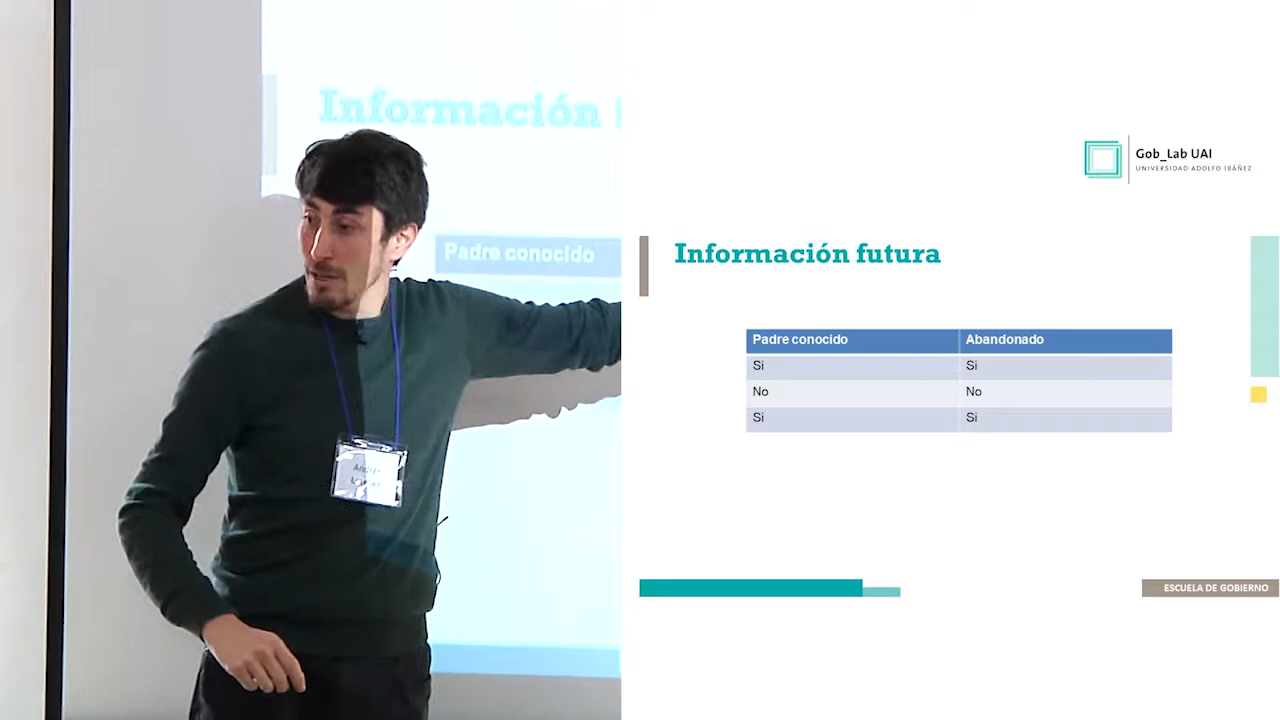 Información
Padre conocido
Gob_Lab UAI
UNIVERSIDAD ADOLFO IBÁÑEZ
Información futura
Padre conocido Abandonado
Si Si
No No
Si Si
ESCUELA DE GOBIERNO